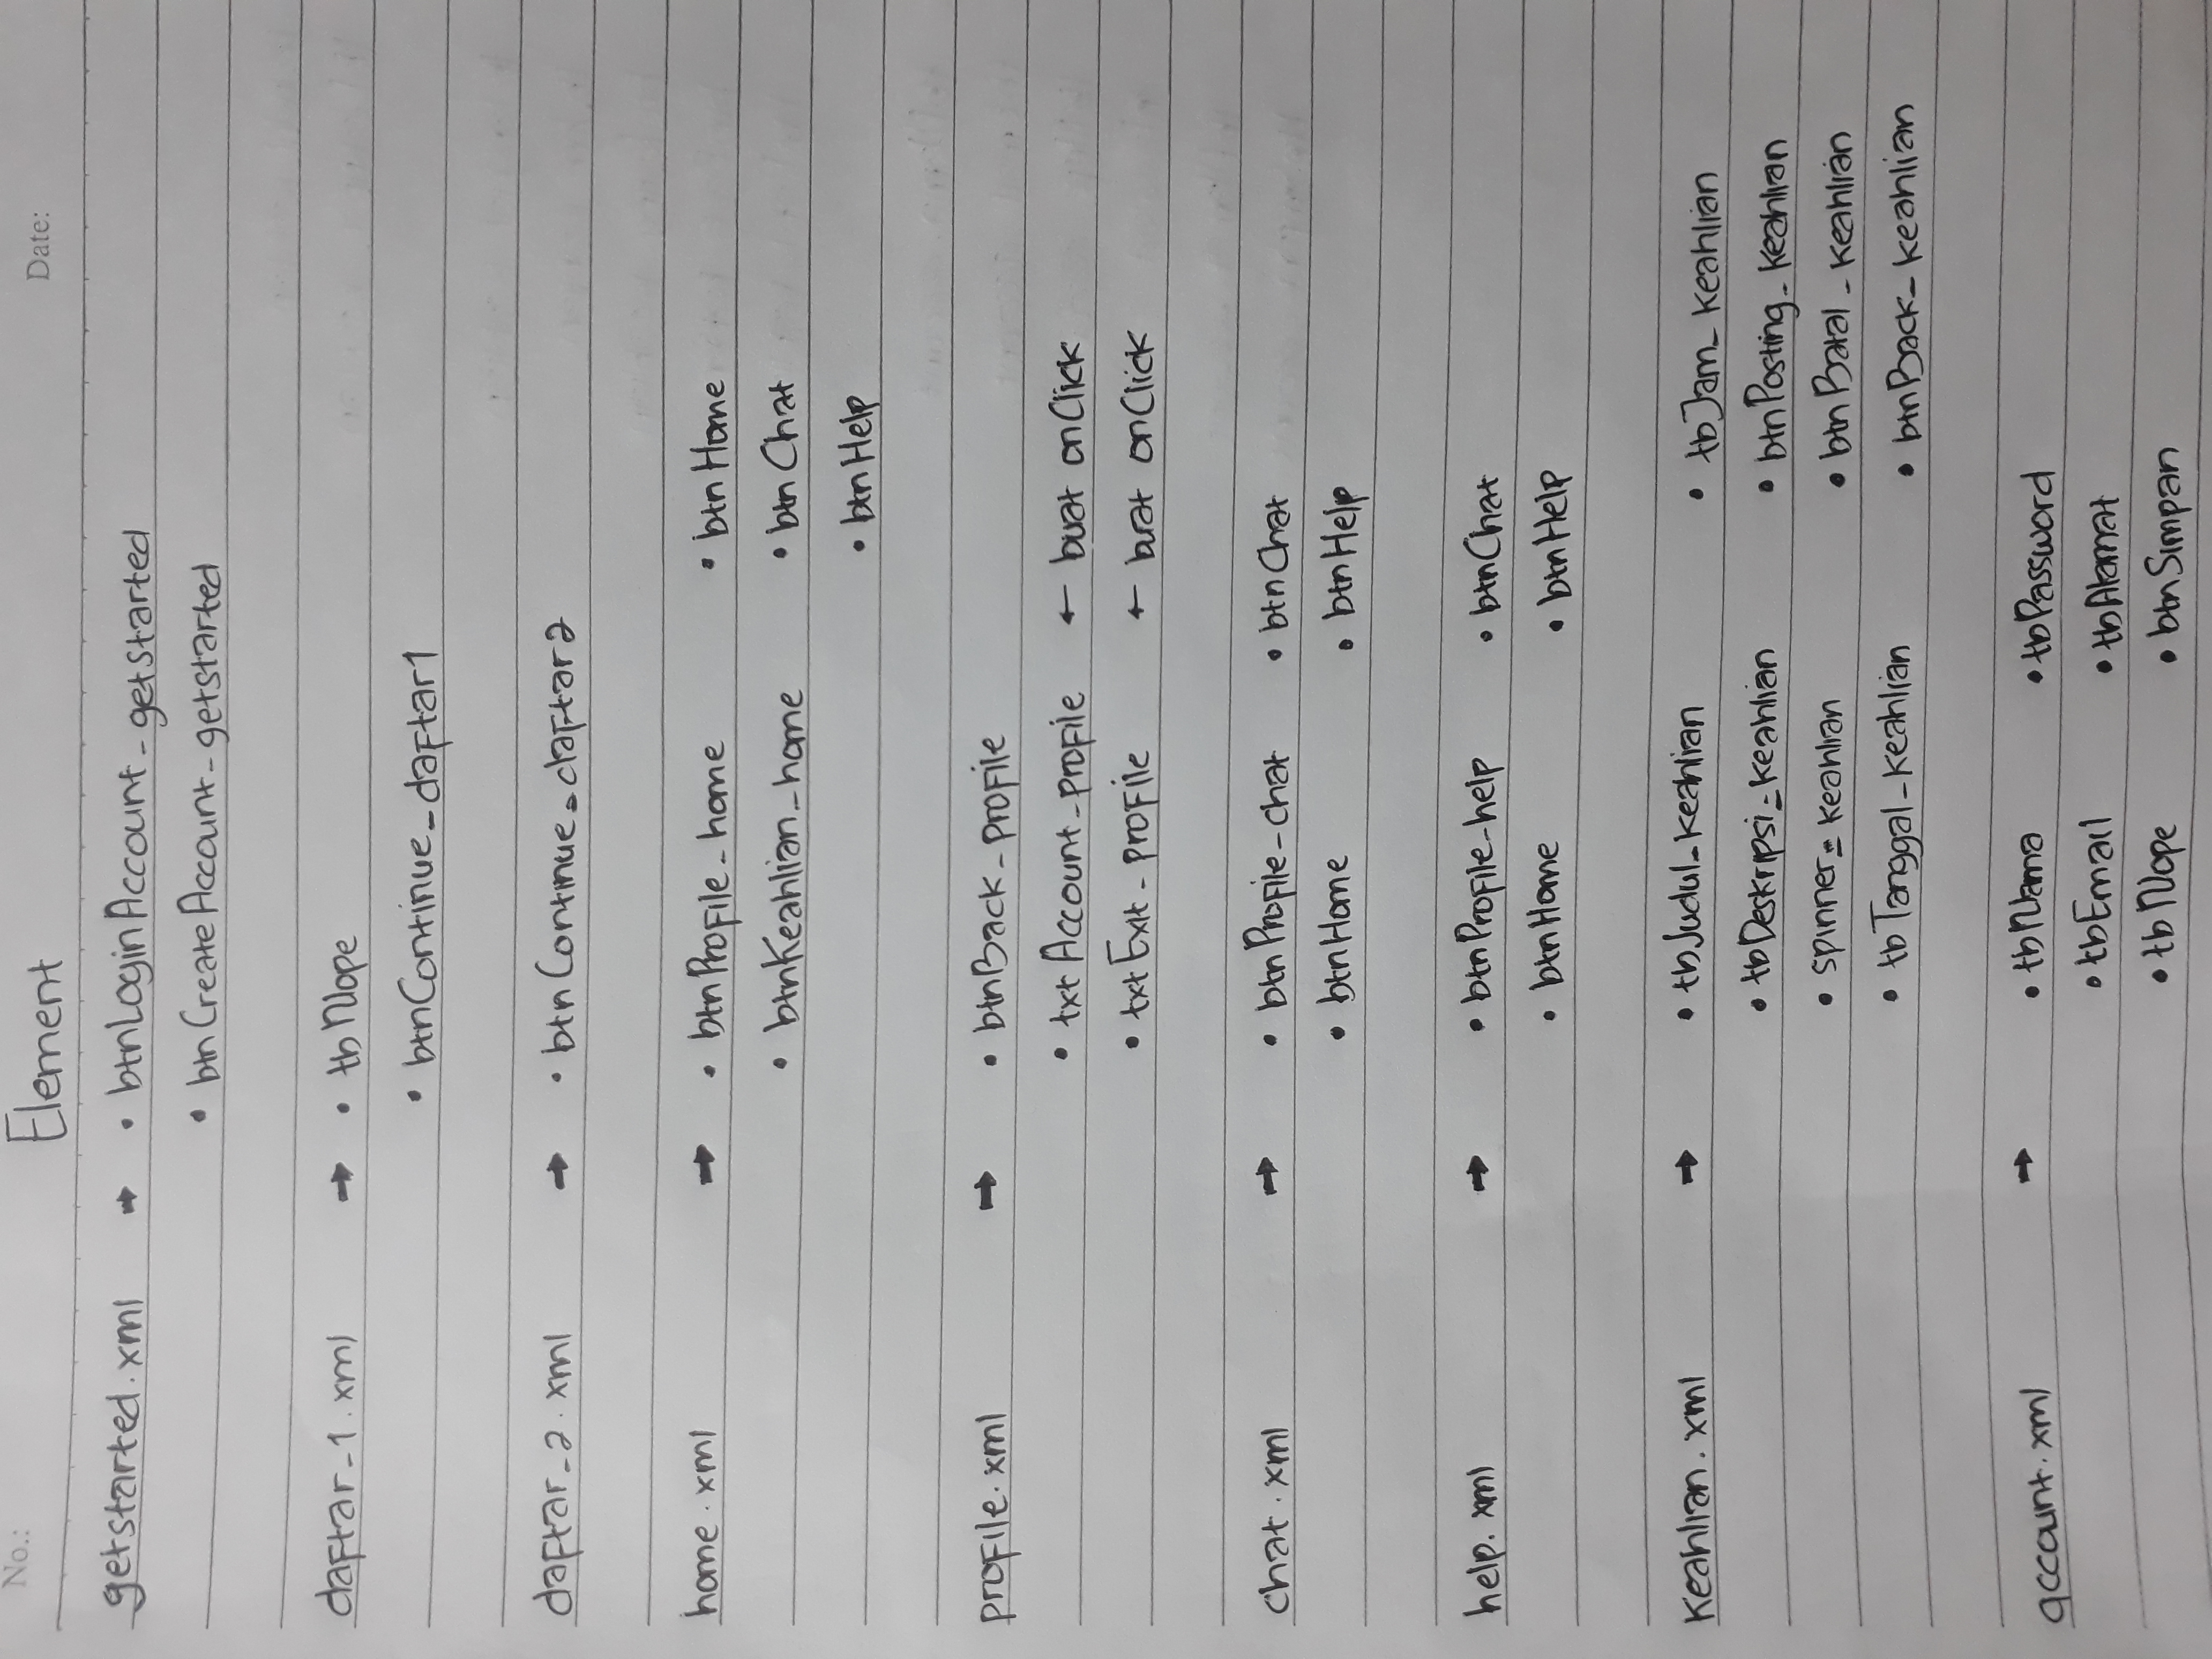 No.:
Element
Date:
getstarted.xml → • btnLoginAccount_getstarted
• btnCreateAccount_getstarted
daftar_1.xml → • tbNope
• btnContinue_daftar1
daftar_2.xml → • btnContinue_daftar2
home.xml → • btnProfile_home • btnHome
• btnKeahlian_home • btnChat
• btnHelp
profile.xml → • btnBack_profile
• txtAccount_profile ← buat onClick
• txtExit_profile ← buat onClick
chat.xml → • btnProfile_chat • btnChat
• btnHome • btnHelp
help.xml → • btnProfile_help • btnChat
• btnHome • btnHelp
keahlian.xml → • tbJudul_keahlian • tbJam_keahlian
• tbDeskripsi_keahlian • btnPosting_keahlian
• spinner_keahlian • btnBatal_keahlian
• tbTanggal_keahlian • btnBack_keahlian
account.xml → • tbNama • tbPassword
• tbEmail • tbAlamat
• tbNope • btnSimpan